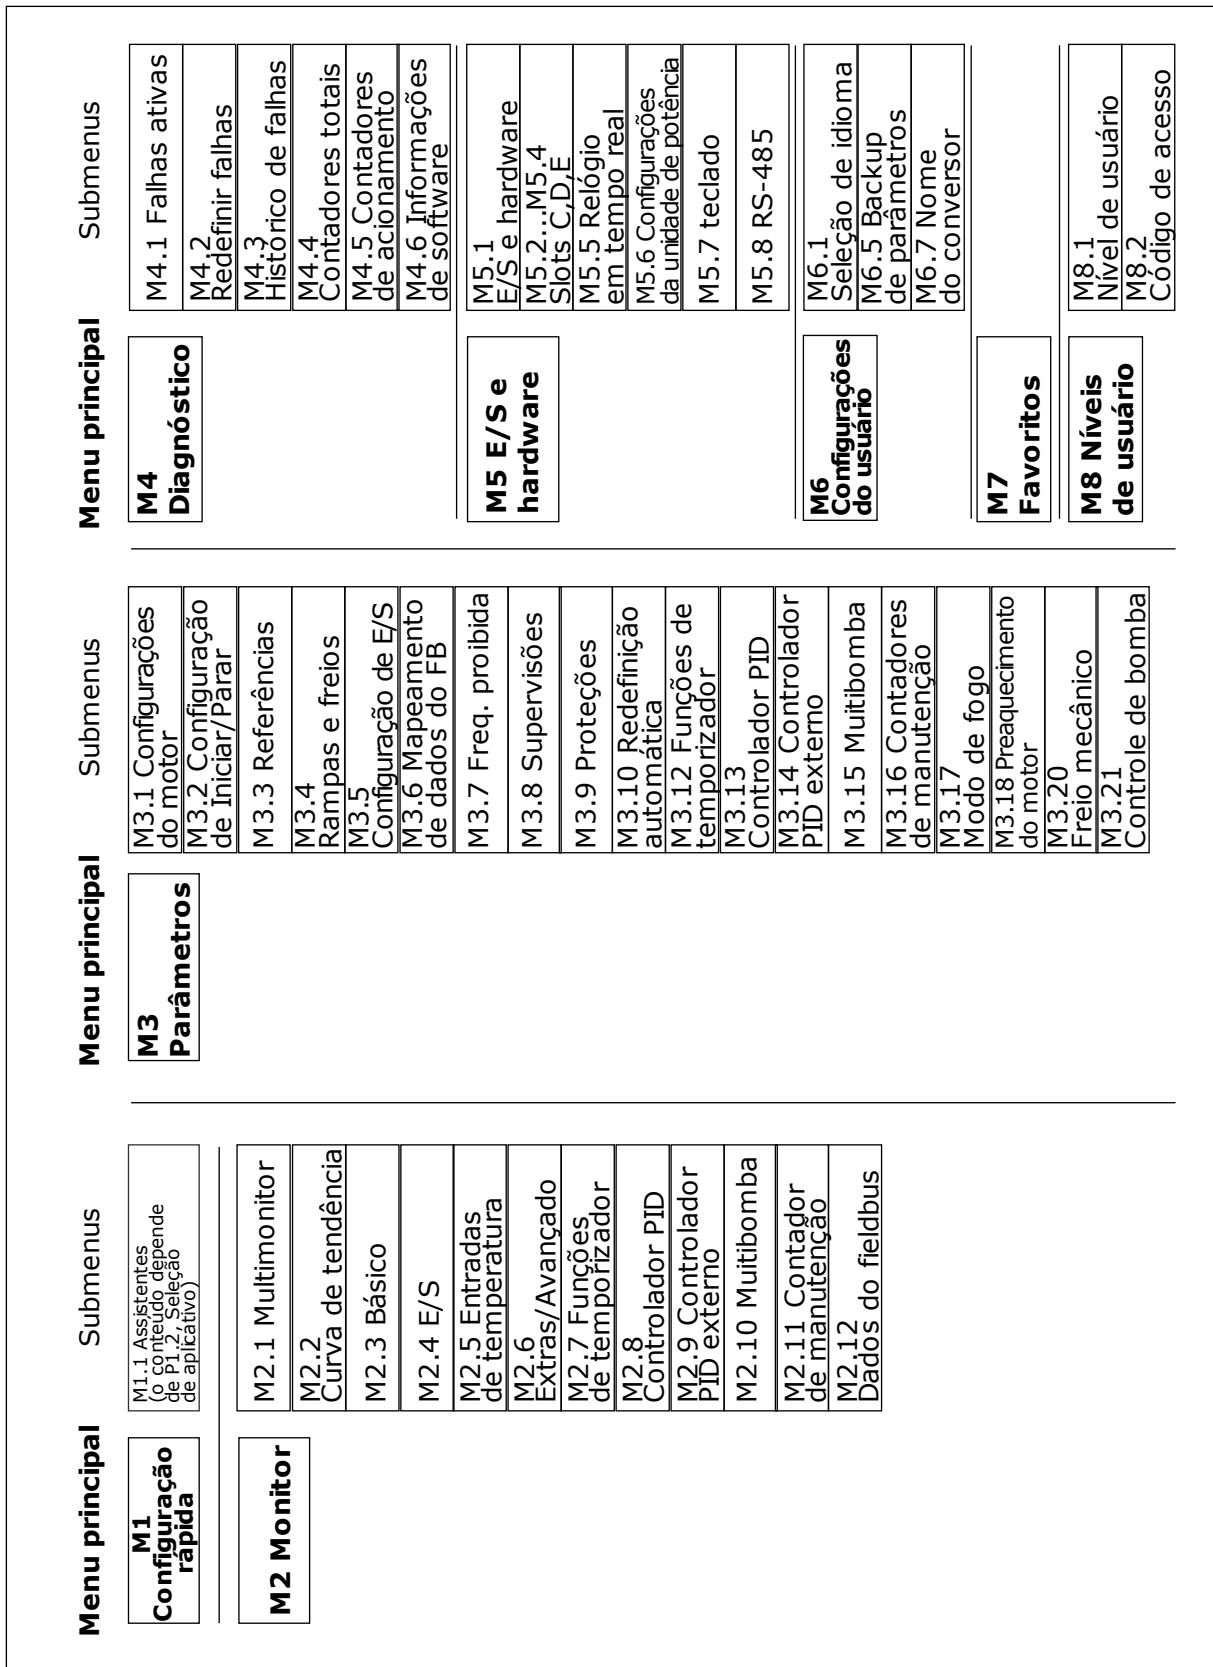 Menu principal
Submenus
M1
Configuração
rápida
M1.1 Assistentes
(o conteúdo depende
de P1.2, Seleção
de aplicativo)
M2 Monitor
M2.1 Multimonitor
M2.2
Curva de tendência
M2.3 Básico
M2.4 E/S
M2.5 Entradas
de temperatura
M2.6
Extras/Avançado
M2.7 Funções
de temporizador
M2.8
Controlador PID
M2.9 Controlador
PID externo
M2.10 Muitibomba
M2.11 Contador
de manutenção
M2.12
Dados do fieldbus
Menu principal
Submenus
M3
Parâmetros
M3.1 Configurações
do motor
M3.2 Configuração
de Iniciar/Parar
M3.3 Referências
M3.4
Rampas e freios
M3.5
Configuração de E/S
M3.6 Mapeamento
de dados do FB
M3.7 Freq. proibida
M3.8 Supervisões
M3.9 Proteções
M3.10 Redefinição
automática
M3.12 Funções de
temporizador
M3.13
Controlador PID
M3.14 Controlador
PID externo
M3.15 Muitibomba
M3.16 Contadores
de manutenção
M3.17
Modo de fogo
M3.18 Preaquecimento
do motor
M3.20
Freio mecânico
M3.21
Controle de bomba
Menu principal
Submenus
M4
Diagnóstico
M4.1 Falhas ativas
M4.2
Redefinir falhas
M4.3
Histórico de falhas
M4.4
Contadores totais
M4.5 Contadores
de acionamento
M4.6 Informações
de software
M5 E/S e
hardware
M5.1
E/S e hardware
M5.2...M5.4
Slots C,D,E
M5.5 Relógio
em tempo real
M5.6 Configurações
da unidade de potência
M5.7 teclado
M5.8 RS-485
M6
Configurações
do usuário
M6.1
Seleção de idioma
M6.5 Backup
de parâmetros
M6.7 Nome
do conversor
M7
Favoritos
M8 Níveis
de usuário
M8.1
Nível de usuário
M8.2
Código de acesso